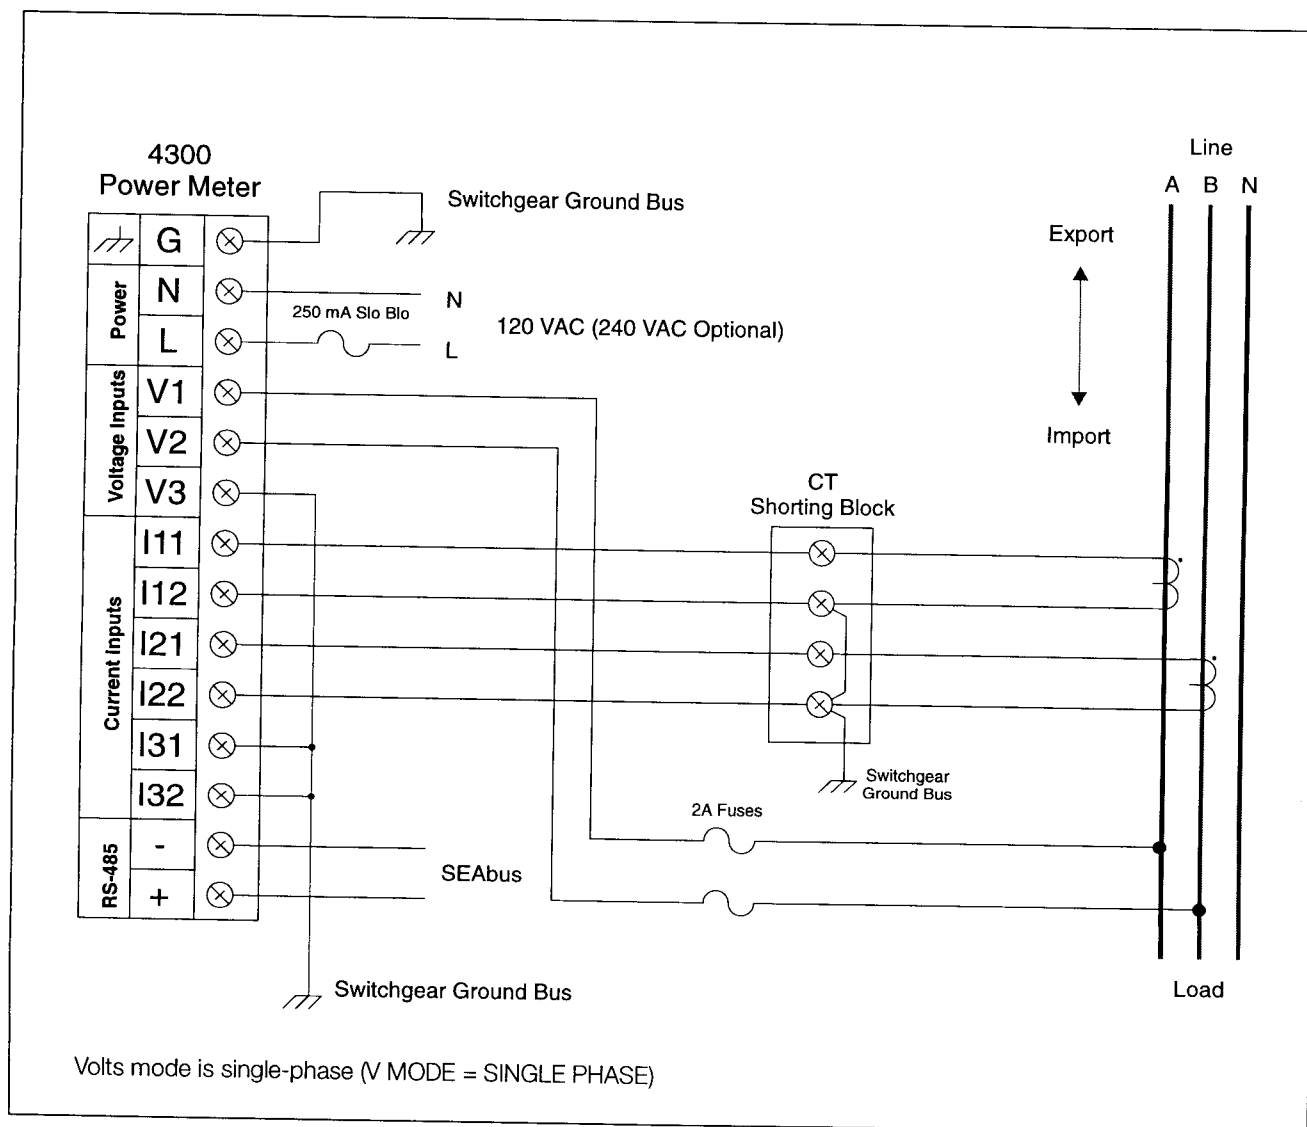 4300
Power Meter
Line
A B N
Switchgear Ground Bus
Export
G
Power
N
250 mA Slo Blo
N
120 VAC (240 VAC Optional)
L
L
Voltage Inputs
V1
V2
V3
Import
CT
Shorting Block
Current Inputs
I11
I12
I21
I22
I31
I32
Switchgear
Ground Bus
2A Fuses
RS-485
-
+
SEAbus
Switchgear Ground Bus
Load
Volts mode is single-phase (V MODE = SINGLE PHASE)